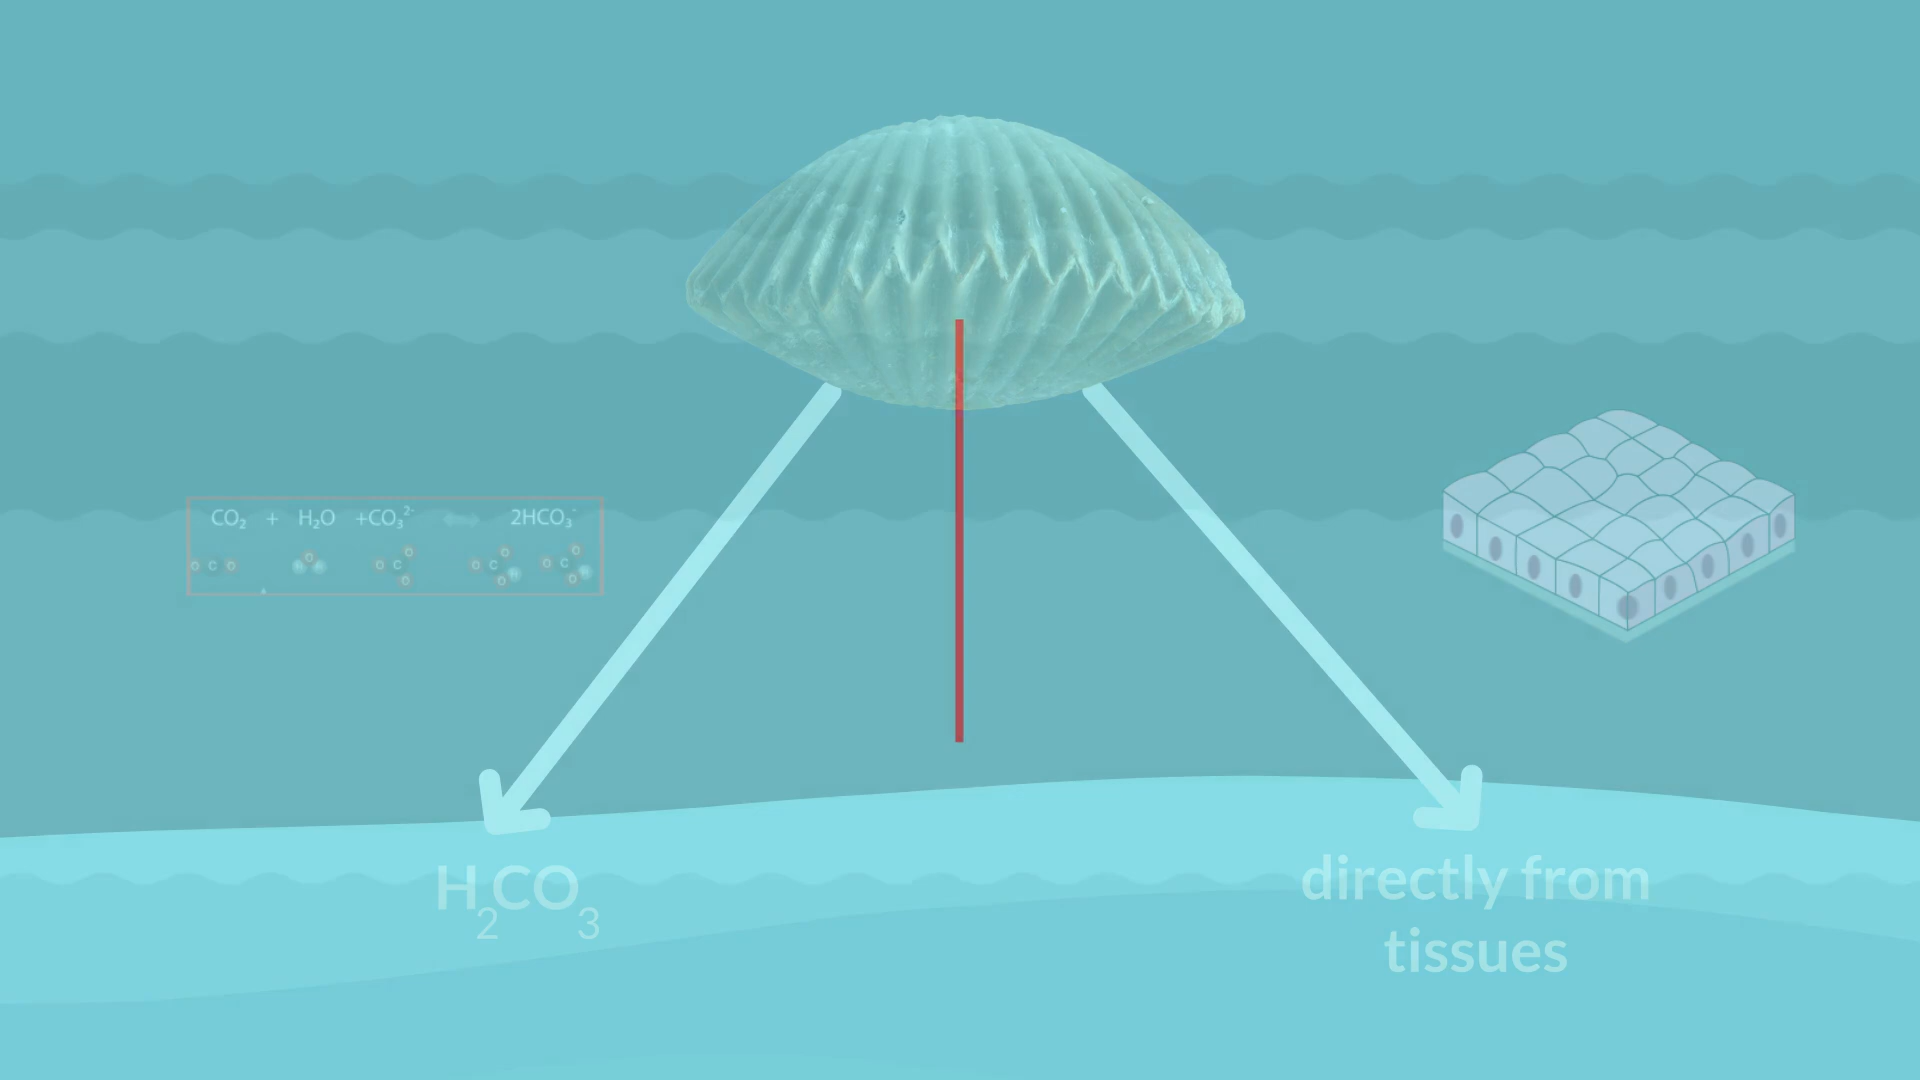 CO₂ + H₂O +CO₃²⁻ 2HCO₃⁻
O C O H O H O C O O O C O H O C O H
H₂CO₃
directly from
tissues